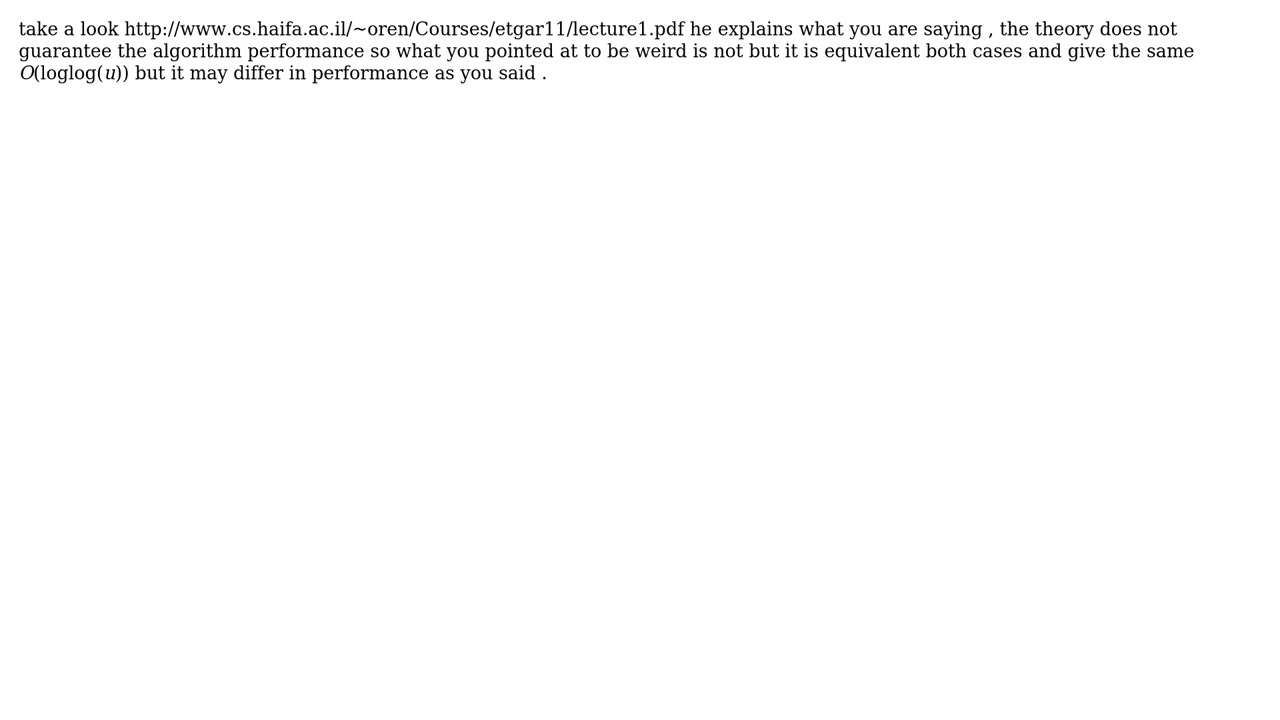 take a look http://www.cs.haifa.ac.il/~oren/Courses/etgar11/lecture1.pdf he explains what you are saying , the theory does not
guarantee the algorithm performance so what you pointed at to be weird is not but it is equivalent both cases and give the same
O(loglog(u)) but it may differ in performance as you said .